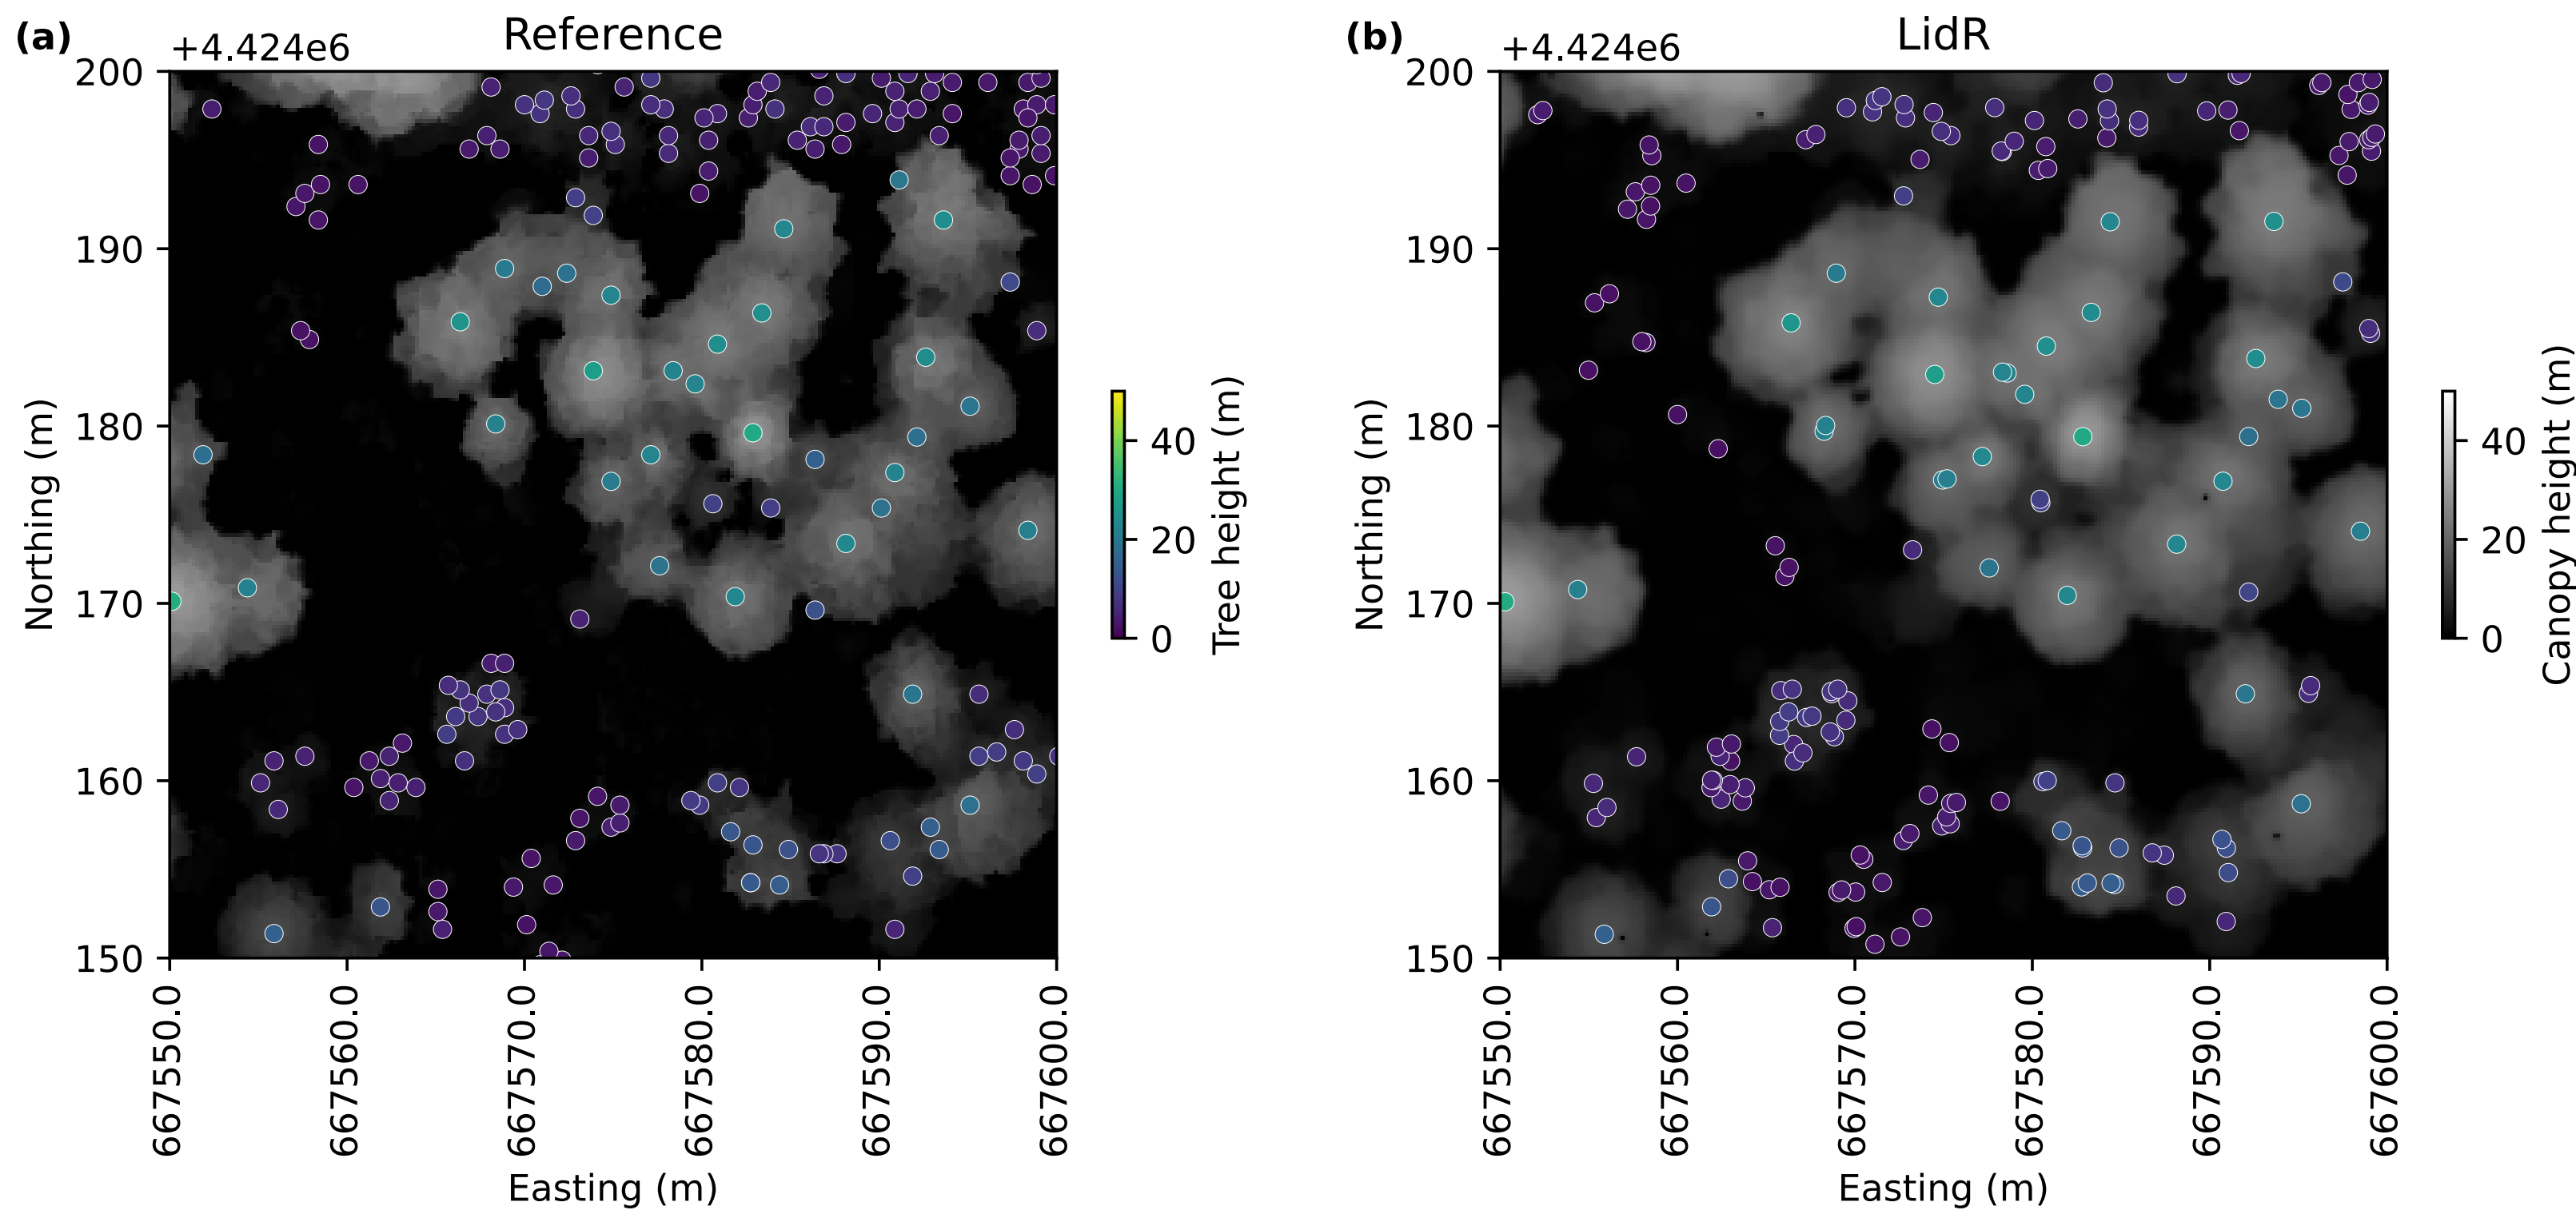 (a)
Reference
+4.424e6
200
190
180
170
160
150
Northing (m)
667550.0
667560.0
667570.0
667580.0
667590.0
667600.0
Easting (m)
40
20
0
Tree height (m)
(b)
LidR
+4.424e6
200
190
180
170
160
150
Northing (m)
667550.0
667560.0
667570.0
667580.0
667590.0
667600.0
Easting (m)
40
20
0
Canopy height (m)